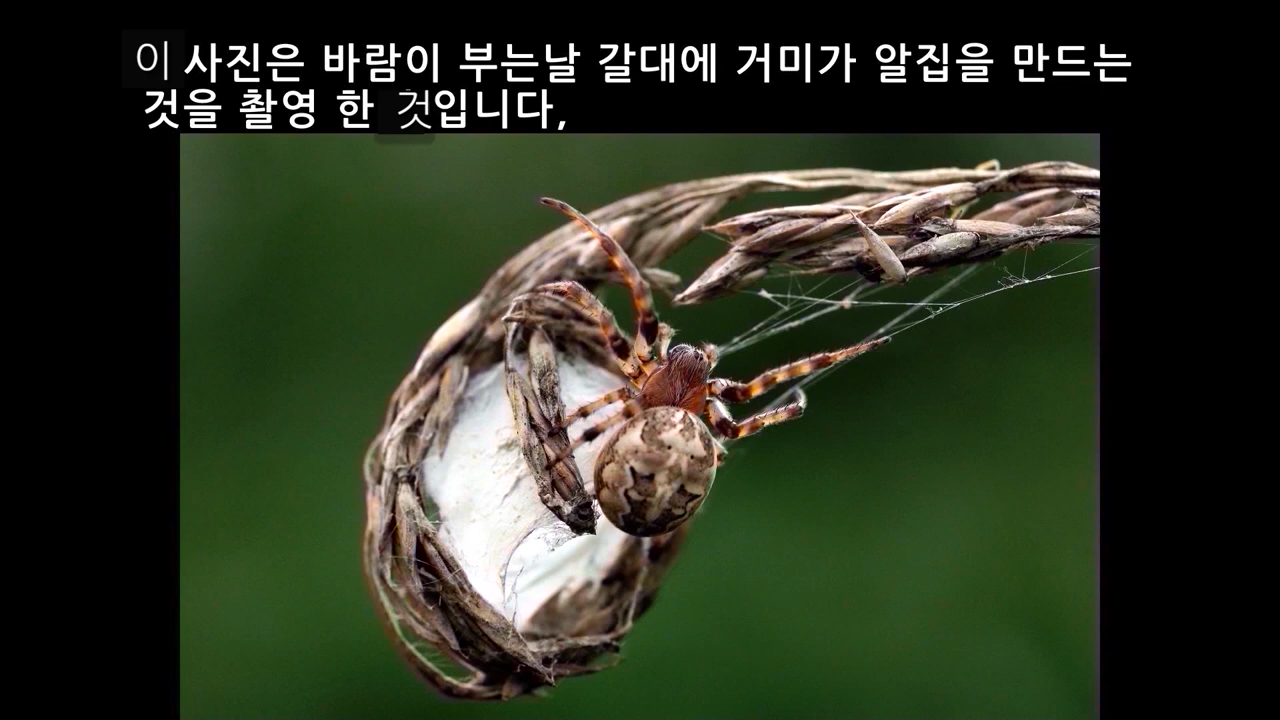 이 사진은 바람이 부는날 갈대에 거미가 알집을 만드는
것을 촬영 한 것입니다,